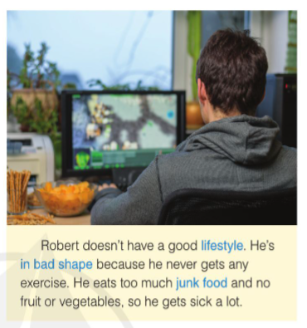 Robert doesn't have a good lifestyle. He's
in bad shape because he never gets any
exercise. He eats too much junk food and no
fruit or vegetables, so he gets sick a lot.